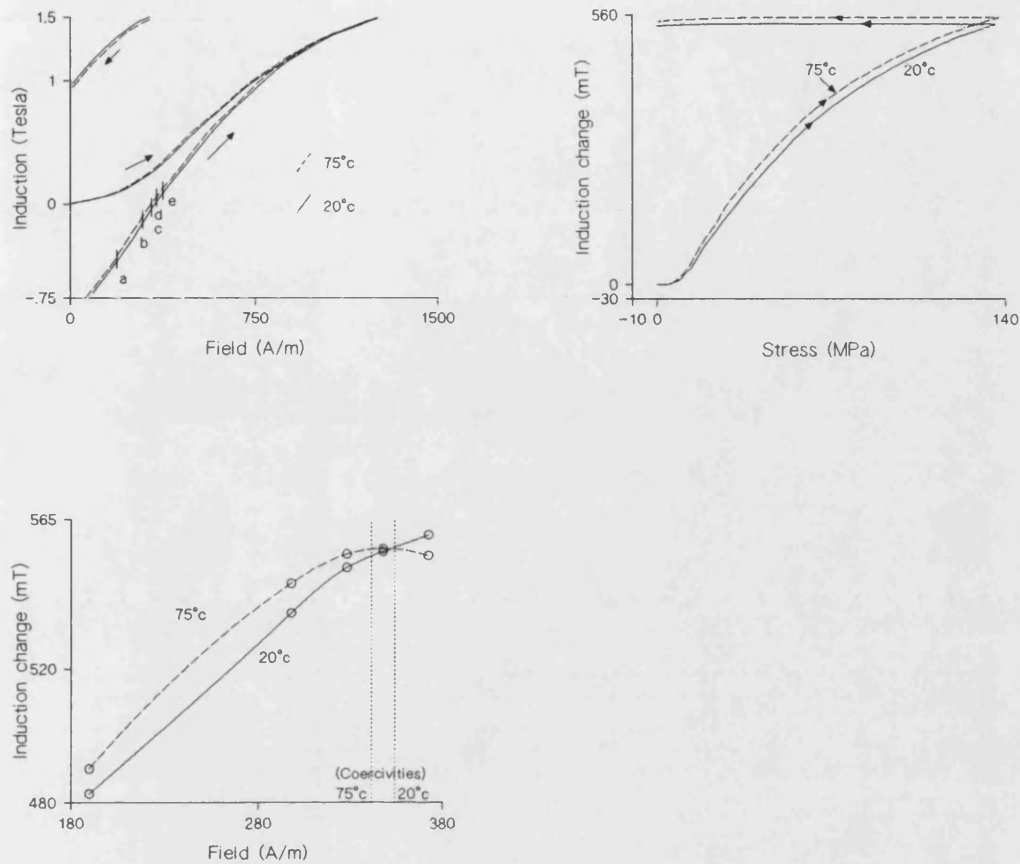 1.5
1
0
-75
Induction (Tesla)
0
750
1500
Field (A/m)
75°c
20°c
a
b
c
d
e
560
0
-30
Induction change (mT)
-10 0
140
Stress (MPa)
75°c
20°c
565
520
480
Induction change (mT)
75°c
20°c
(Coercivities)
75°c 20°c
180
280
380
Field (A/m)